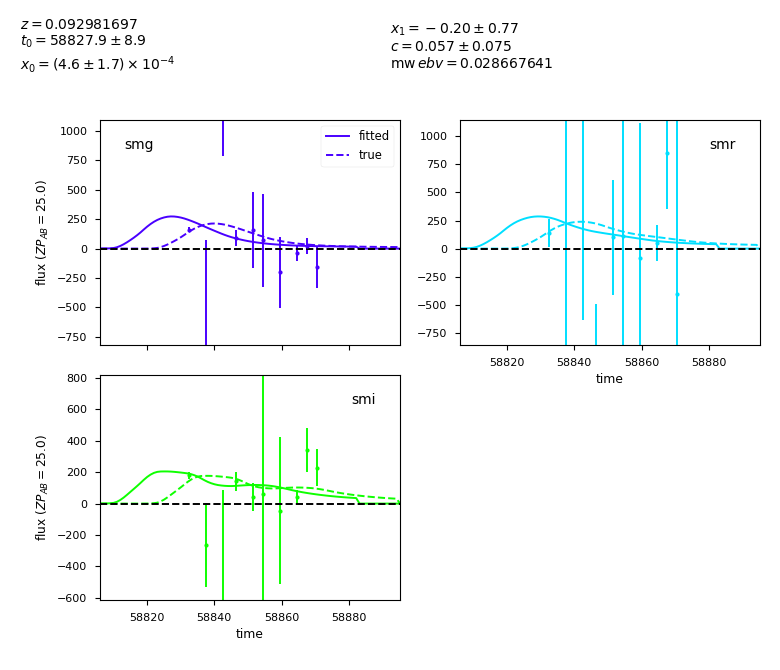 z = 0.092981697
t₀ = 58827.9 ± 8.9
x₀ = (4.6 ± 1.7) × 10⁻⁴
x₁ = −0.20 ± 0.77
c = 0.057 ± 0.075
mwebv = 0.028667641
smg
fitted
true
1000
750
500
250
0
−250
−500
−750
flux (ZP_AB = 25.0)
smr
1000
750
500
250
0
−250
−500
−750
58820 58840 58860 58880
time
smi
800
600
400
200
0
−200
−400
−600
flux (ZP_AB = 25.0)
58820 58840 58860 58880
time